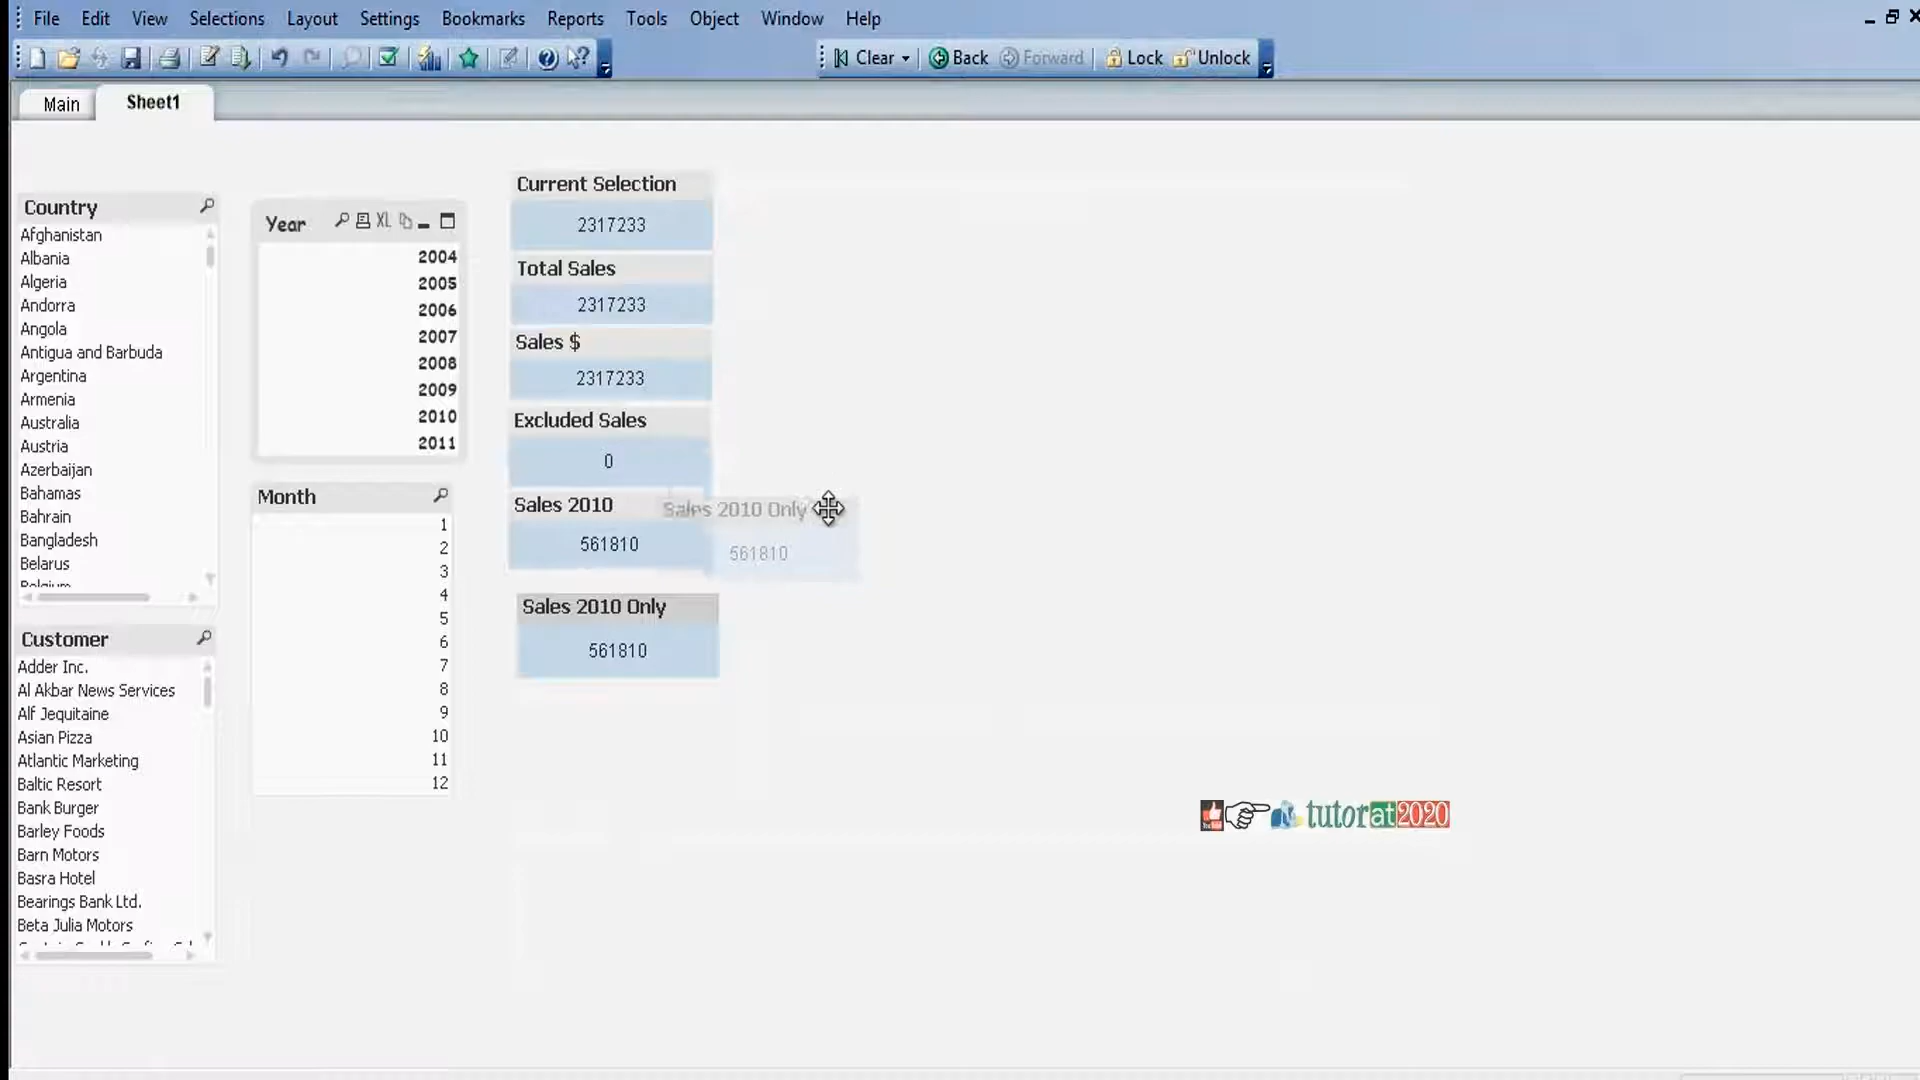 File Edit View Selections Layout Settings Bookmarks Reports Tools Object Window Help
Clear Back Forward Lock Unlock
Main Sheet1
Country
Afghanistan
Albania
Algeria
Andorra
Angola
Antigua and Barbuda
Argentina
Armenia
Australia
Austria
Azerbaijan
Bahamas
Bahrain
Bangladesh
Belarus
Belgium
Customer
Adder Inc.
Al Akbar News Services
Alf Jequitaine
Asian Pizza
Atlantic Marketing
Baltic Resort
Bank Burger
Barley Foods
Barn Motors
Basra Hotel
Bearings Bank Ltd.
Beta Julia Motors
Year XL
2004
2005
2006
2007
2008
2009
2010
2011
Month
1
2
3
4
5
6
7
8
9
10
11
12
Current Selection
2317233
Total Sales
2317233
Sales $
2317233
Excluded Sales
0
Sales 2010
561810
Sales 2010 Only
561810
Sales 2010 Only
561810
tutorat2020